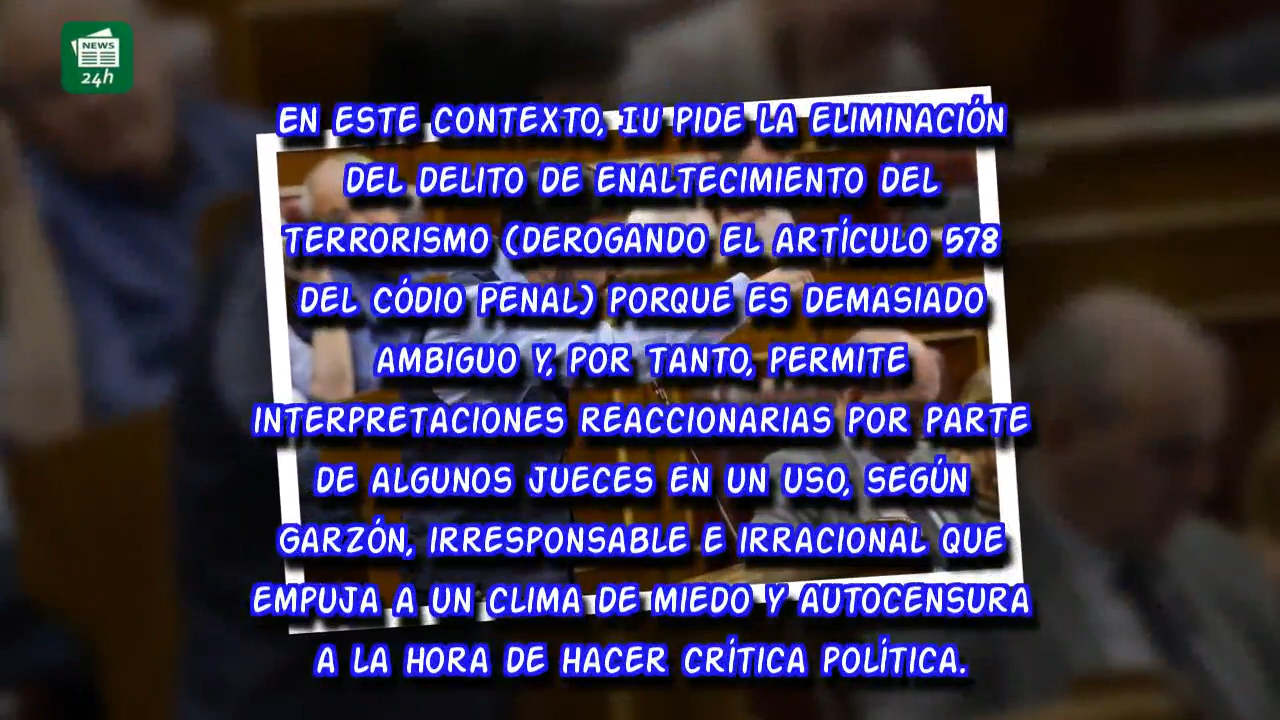 NEWS
24h
EN ESTE CONTEXTO, IU PIDE LA ELIMINACIÓN
DEL DELITO DE ENALTECIMIENTO DEL
TERRORISMO (DEROGANDO EL ARTÍCULO 578
DEL CÓDIO PENAL) PORQUE ES DEMASIADO
AMBIGUO Y, POR TANTO, PERMITE
INTERPRETACIONES REACCIONARIAS POR PARTE
DE ALGUNOS JUECES EN UN USO, SEGÚN
GARZÓN, IRRESPONSABLE E IRRACIONAL QUE
EMPUJA A UN CLIMA DE MIEDO Y AUTOCENSURA
A LA HORA DE HACER CRÍTICA POLÍTICA.